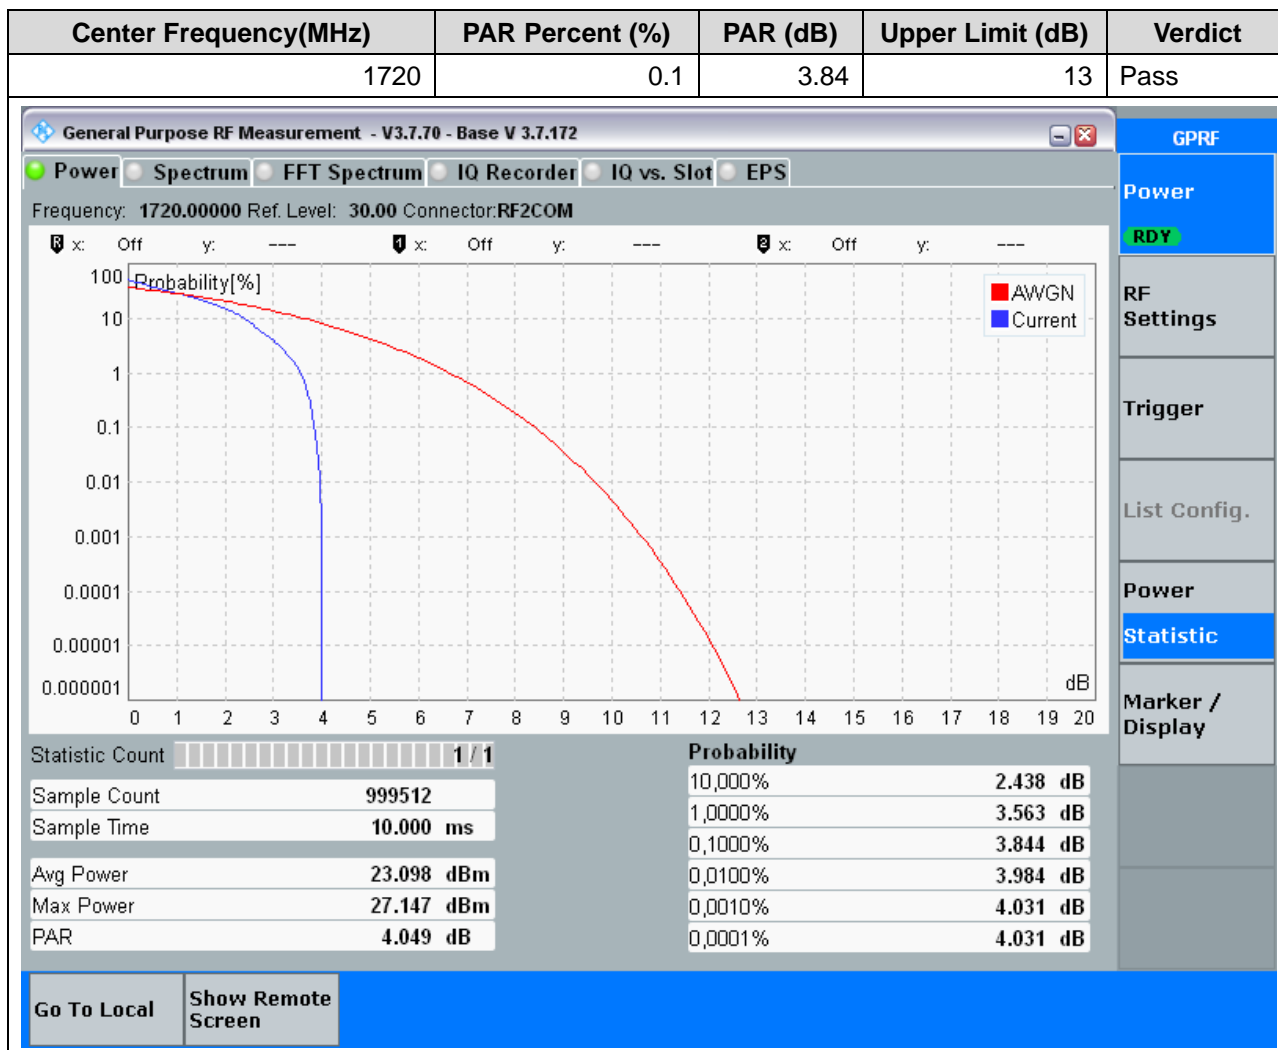 Center Frequency(MHz) PAR Percent (%) PAR (dB) Upper Limit (dB) Verdict
1720 0.1 3.84 13 Pass
General Purpose RF Measurement - V3.7.70 - Base V 3.7.172
GPRF
Power Spectrum FFT Spectrum IQ Recorder IQ vs. Slot EPS
Frequency: 1720.00000 Ref. Level: 30.00 Connector:RF2COM
R x: Off y: --- 1 x: Off y: --- 2 x: Off y: ---
Probability[%]
AWGN
Current
100
10
1
0.1
0.01
0.001
0.0001
0.00001
0.000001
dB
0 1 2 3 4 5 6 7 8 9 10 11 12 13 14 15 16 17 18 19 20
Statistic Count 1 / 1
Sample Count 999512
Sample Time 10.000 ms
Avg Power 23.098 dBm
Max Power 27.147 dBm
PAR 4.049 dB
Probability
10,000% 2.438 dB
1,0000% 3.563 dB
0,1000% 3.844 dB
0,0100% 3.984 dB
0,0010% 4.031 dB
0,0001% 4.031 dB
Power
RDY
RF
Settings
Trigger
List Config.
Power
Statistic
Marker /
Display
Go To Local
Show Remote
Screen